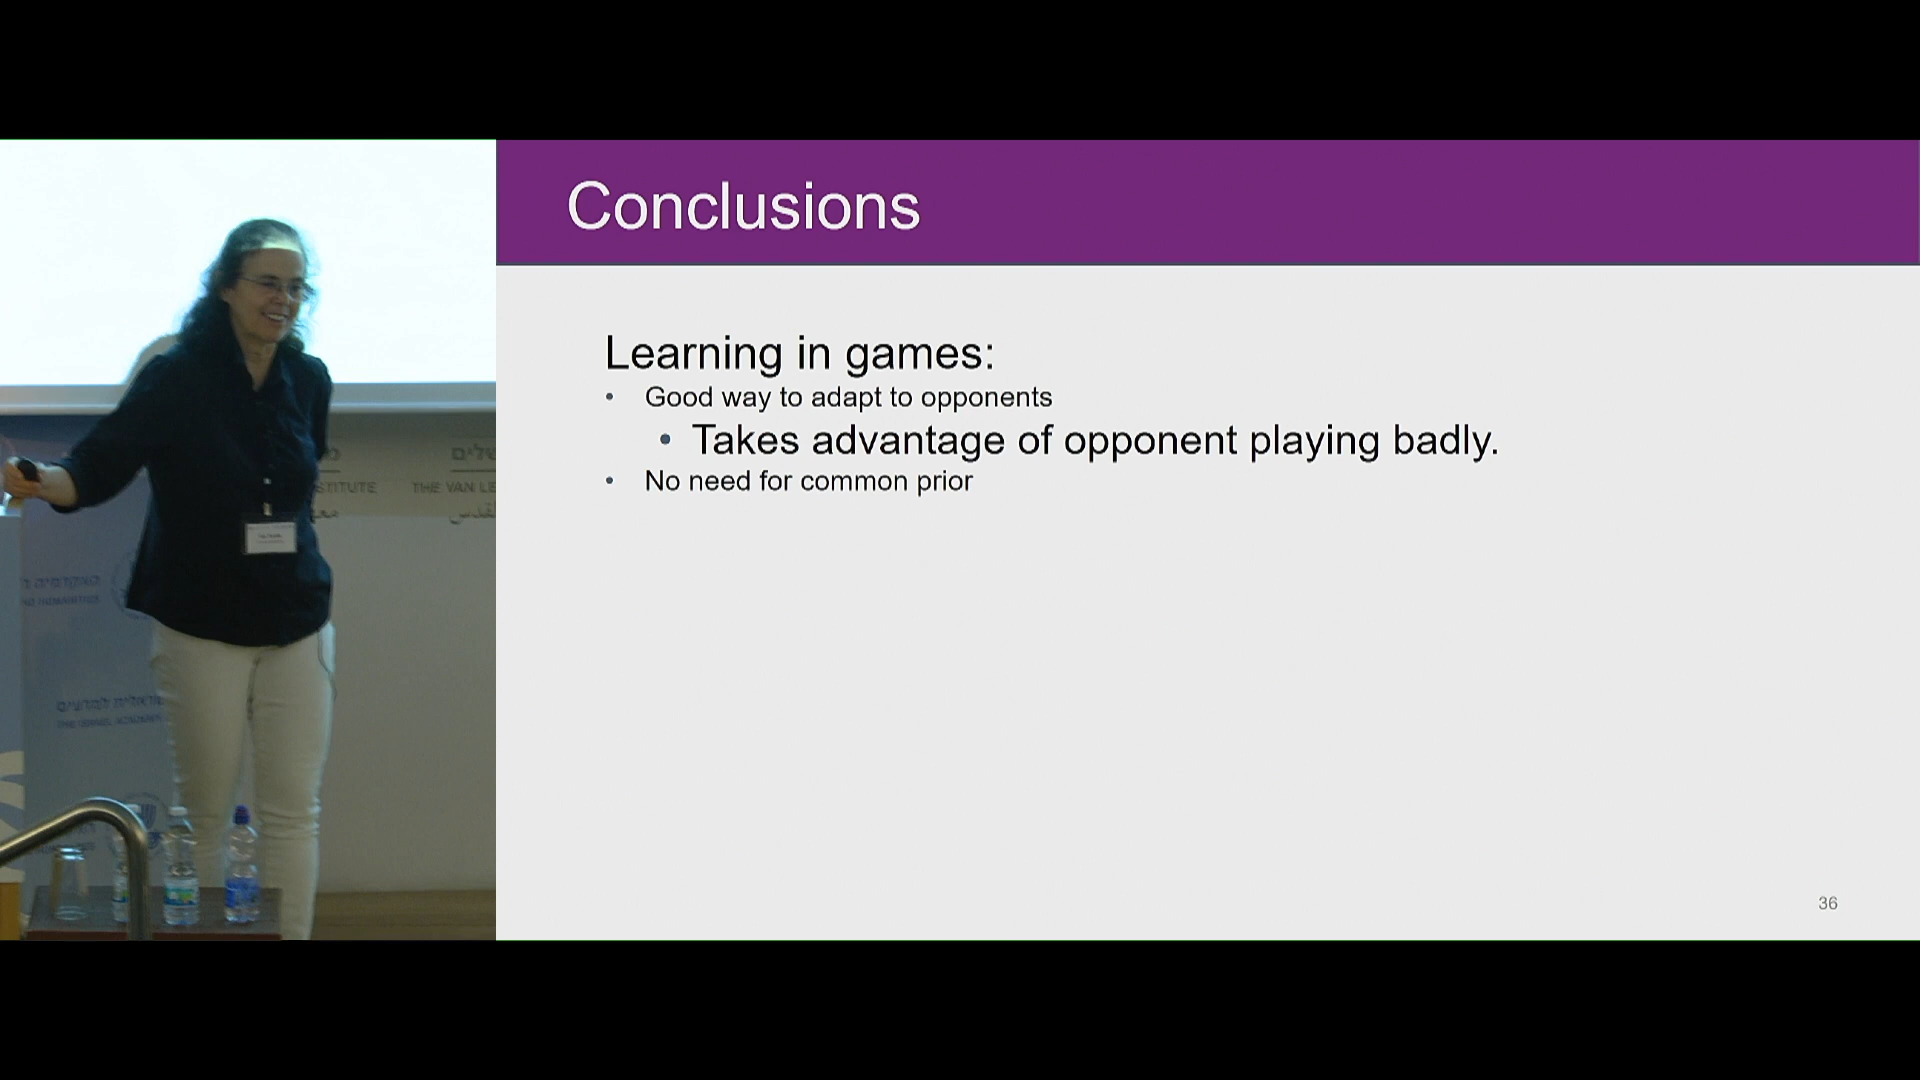 Conclusions
Learning in games:
• Good way to adapt to opponents
• Takes advantage of opponent playing badly.
• No need for common prior
36
THE VAN LE